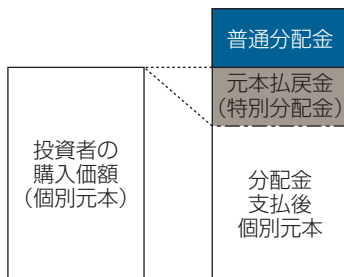 普通分配金
元本払戻金
（特別分配金）
投資者の
購入価額
（個別元本）
分配金
支払後
個別元本